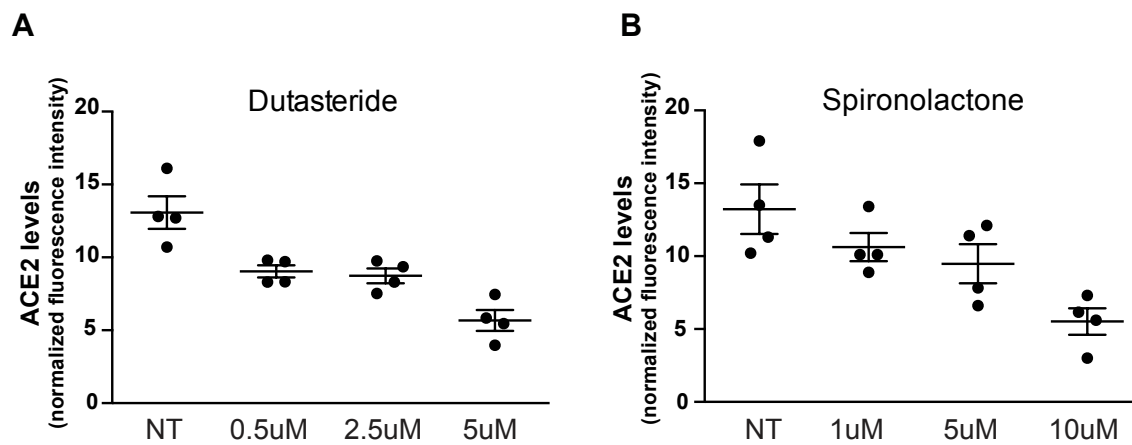 A
Dutasteride
ACE2 levels
(normalized fluorescence intensity)
20
15
10
5
0
NT 0.5uM 2.5uM 5uM
B
Spironolactone
ACE2 levels
(normalized fluorescence intensity)
20
15
10
5
0
NT 1uM 5uM 10uM